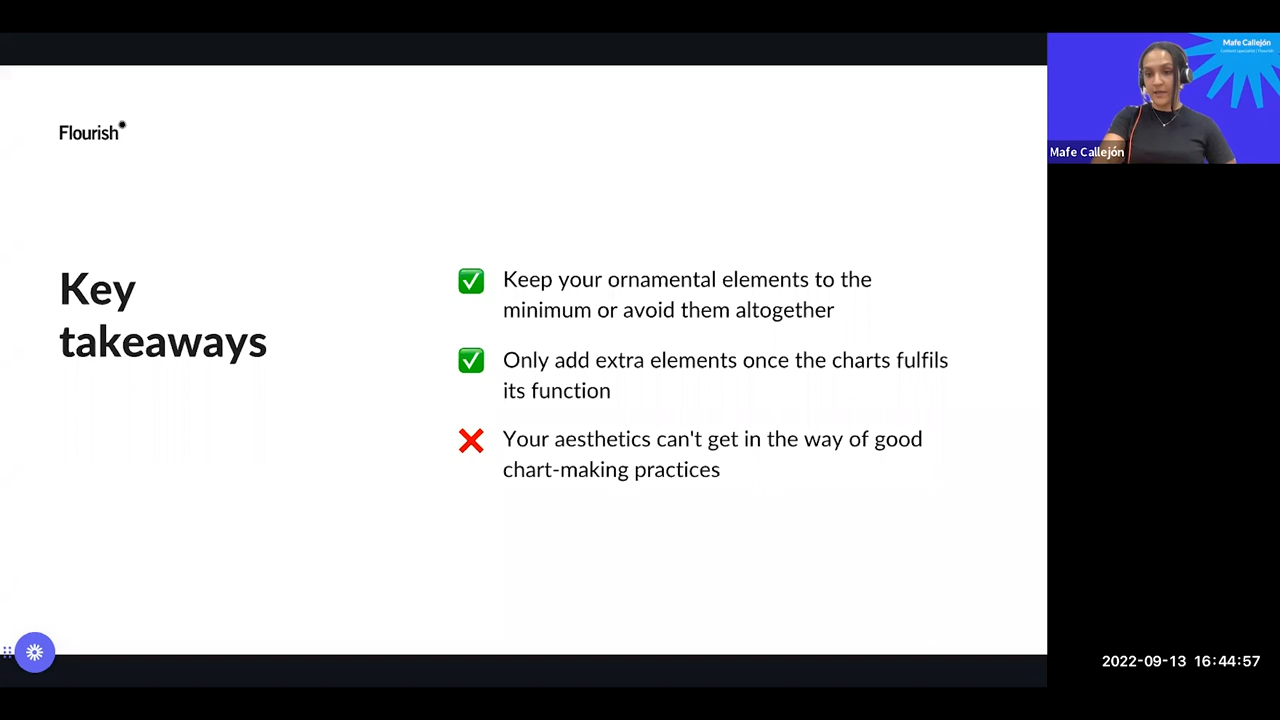 Flourish
Key
takeaways
✅ Keep your ornamental elements to the
minimum or avoid them altogether
✅ Only add extra elements once the charts fulfils
its function
❌ Your aesthetics can't get in the way of good
chart-making practices
Mafe Callejón
Mafe Callejón
2022-09-13 16:44:57